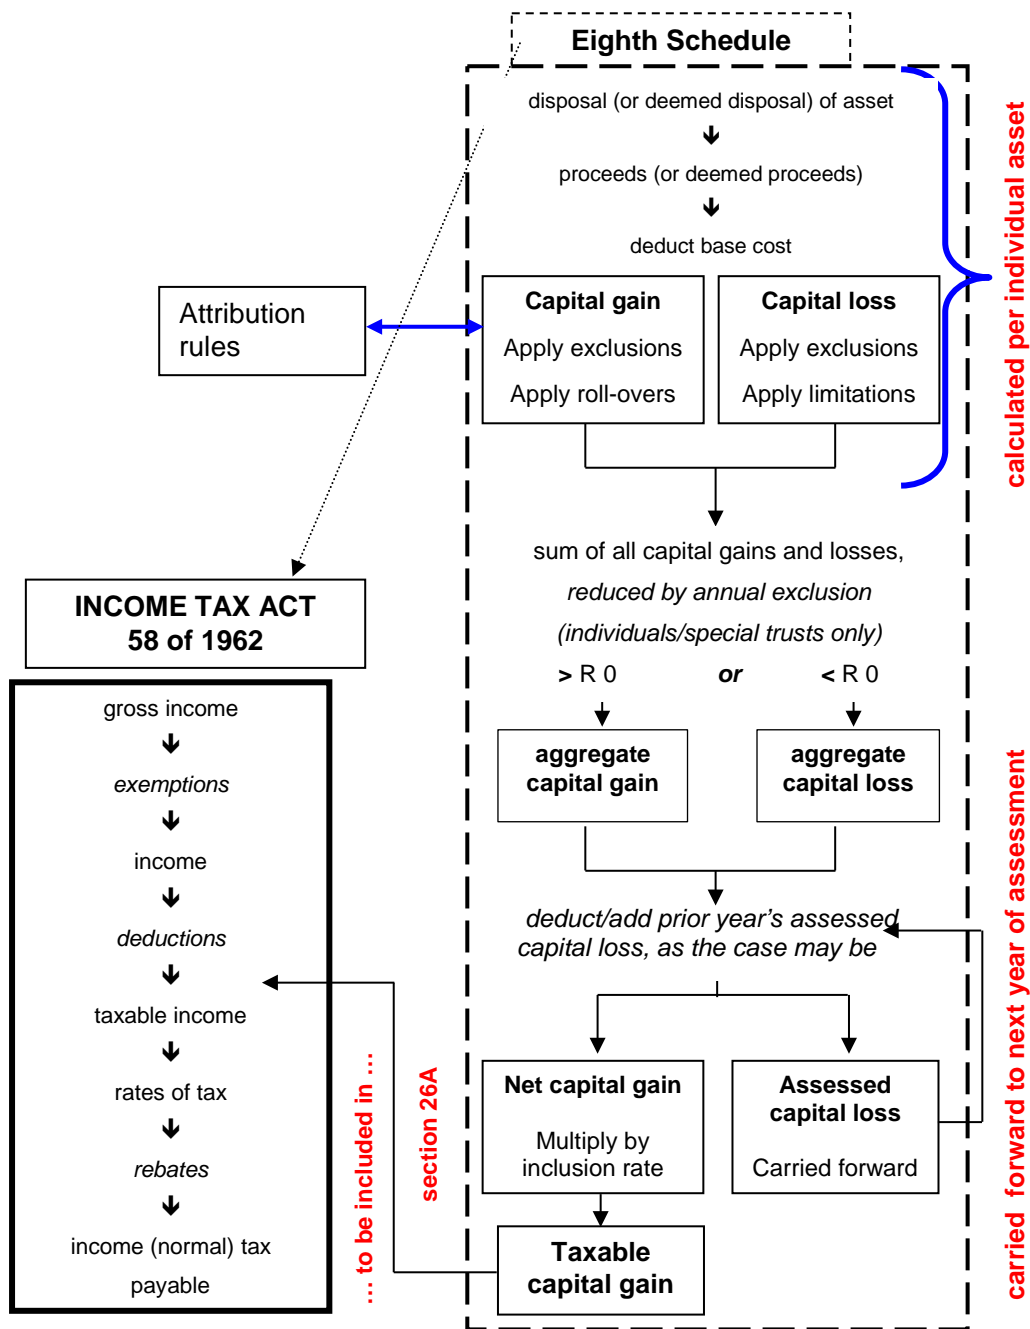 Eighth Schedule
disposal (or deemed disposal) of asset
proceeds (or deemed proceeds)
deduct base cost
calculated per individual asset
Attribution
rules
Capital gain
Apply exclusions
Apply roll-overs
Capital loss
Apply exclusions
Apply limitations
sum of all capital gains and losses,
reduced by annual exclusion
(individuals/special trusts only)
> R 0 or < R 0
aggregate
capital gain
aggregate
capital loss
deduct/add prior year's assessed
capital loss, as the case may be
Net capital gain
Multiply by
inclusion rate
Assessed
capital loss
Carried forward
carried forward to next year of assessment
Taxable
capital gain
section 26A
… to be included in …
INCOME TAX ACT
58 of 1962
gross income
exemptions
income
deductions
taxable income
rates of tax
rebates
income (normal) tax
payable